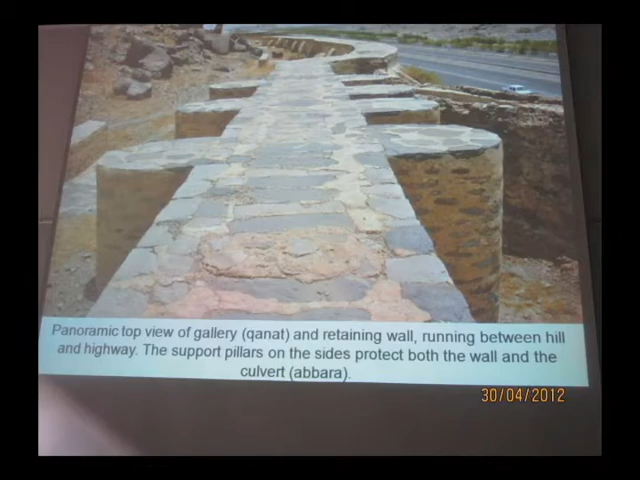 Panoramic top view of gallery (qanat) and retaining wall, running between hill
and highway. The support pillars on the sides protect both the wall and the
culvert (abbara).
30/04/2012